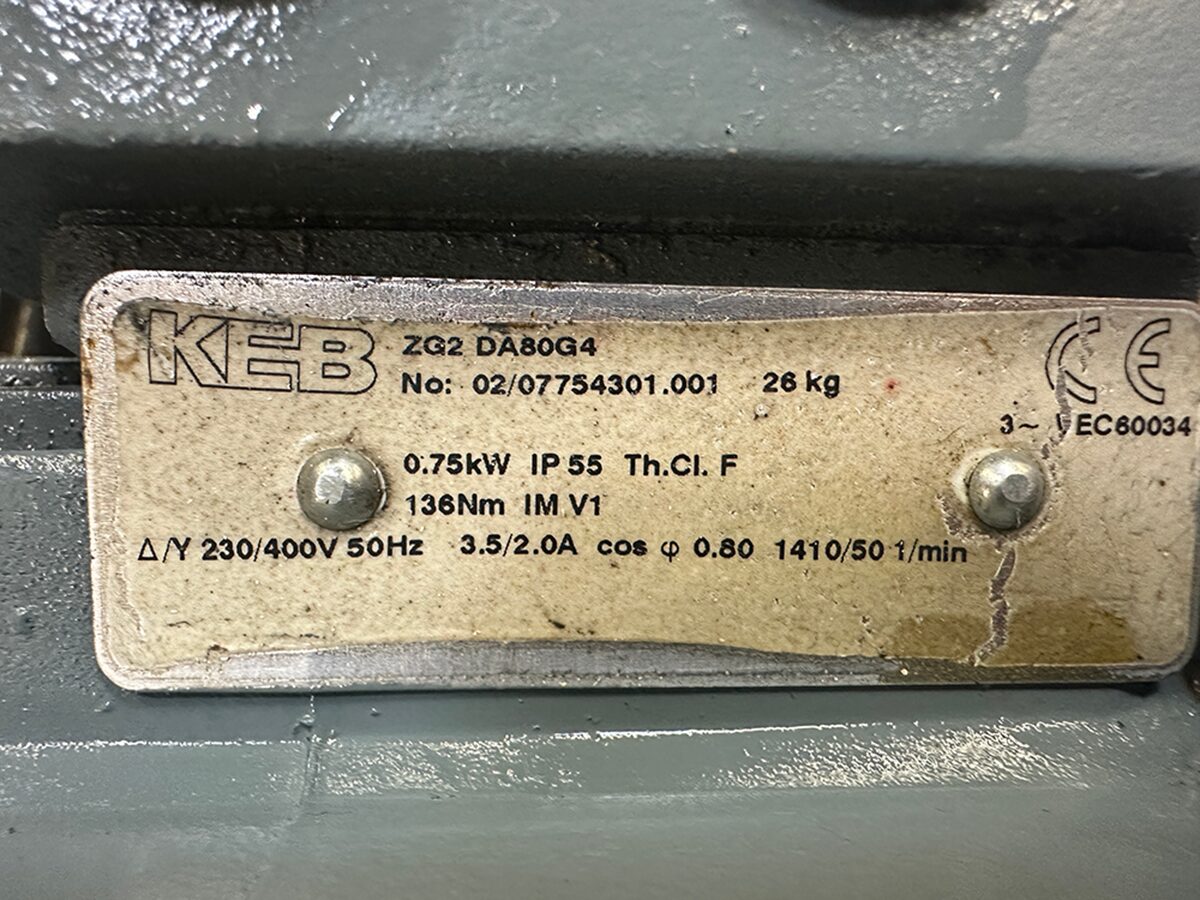 KEB ZG2 DA80G4 CE
No: 02/07754301.001 26 kg
3~ IEC60034
0.75kW IP 55 Th.Cl. F
136Nm IM V1
Δ/Y 230/400V 50Hz 3.5/2.0A cos φ 0.80 1410/50 1/min